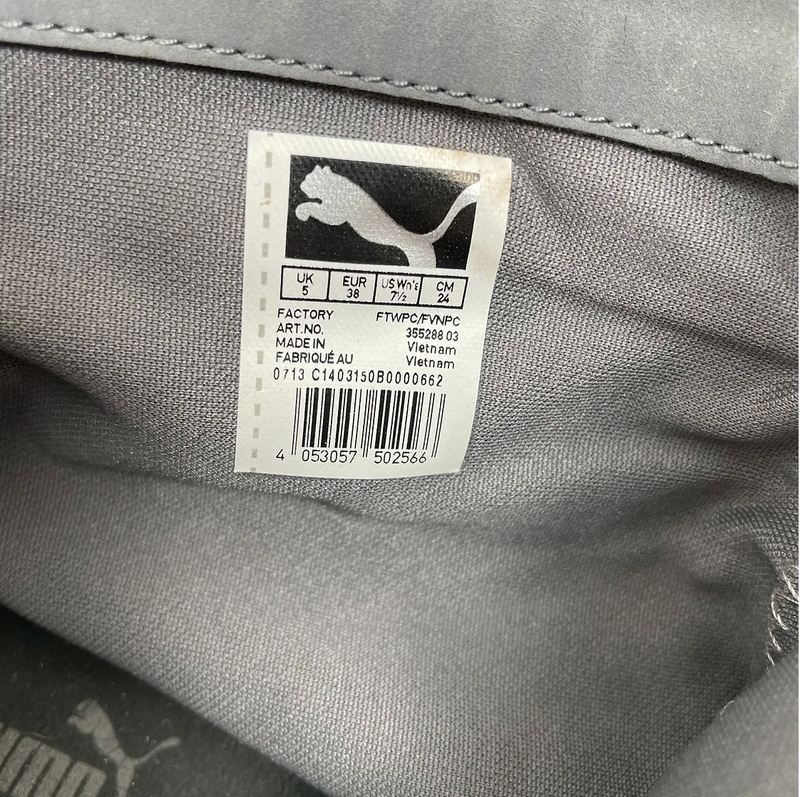 UK EUR US Wn's CM
5 38 7½ 24
FACTORY FTWPC/FVNPC
ART.NO. 355288 03
MADE IN Vietnam
FABRIQUÉ AU Vietnam
0713 C1403150B0000662
4 053057 502566